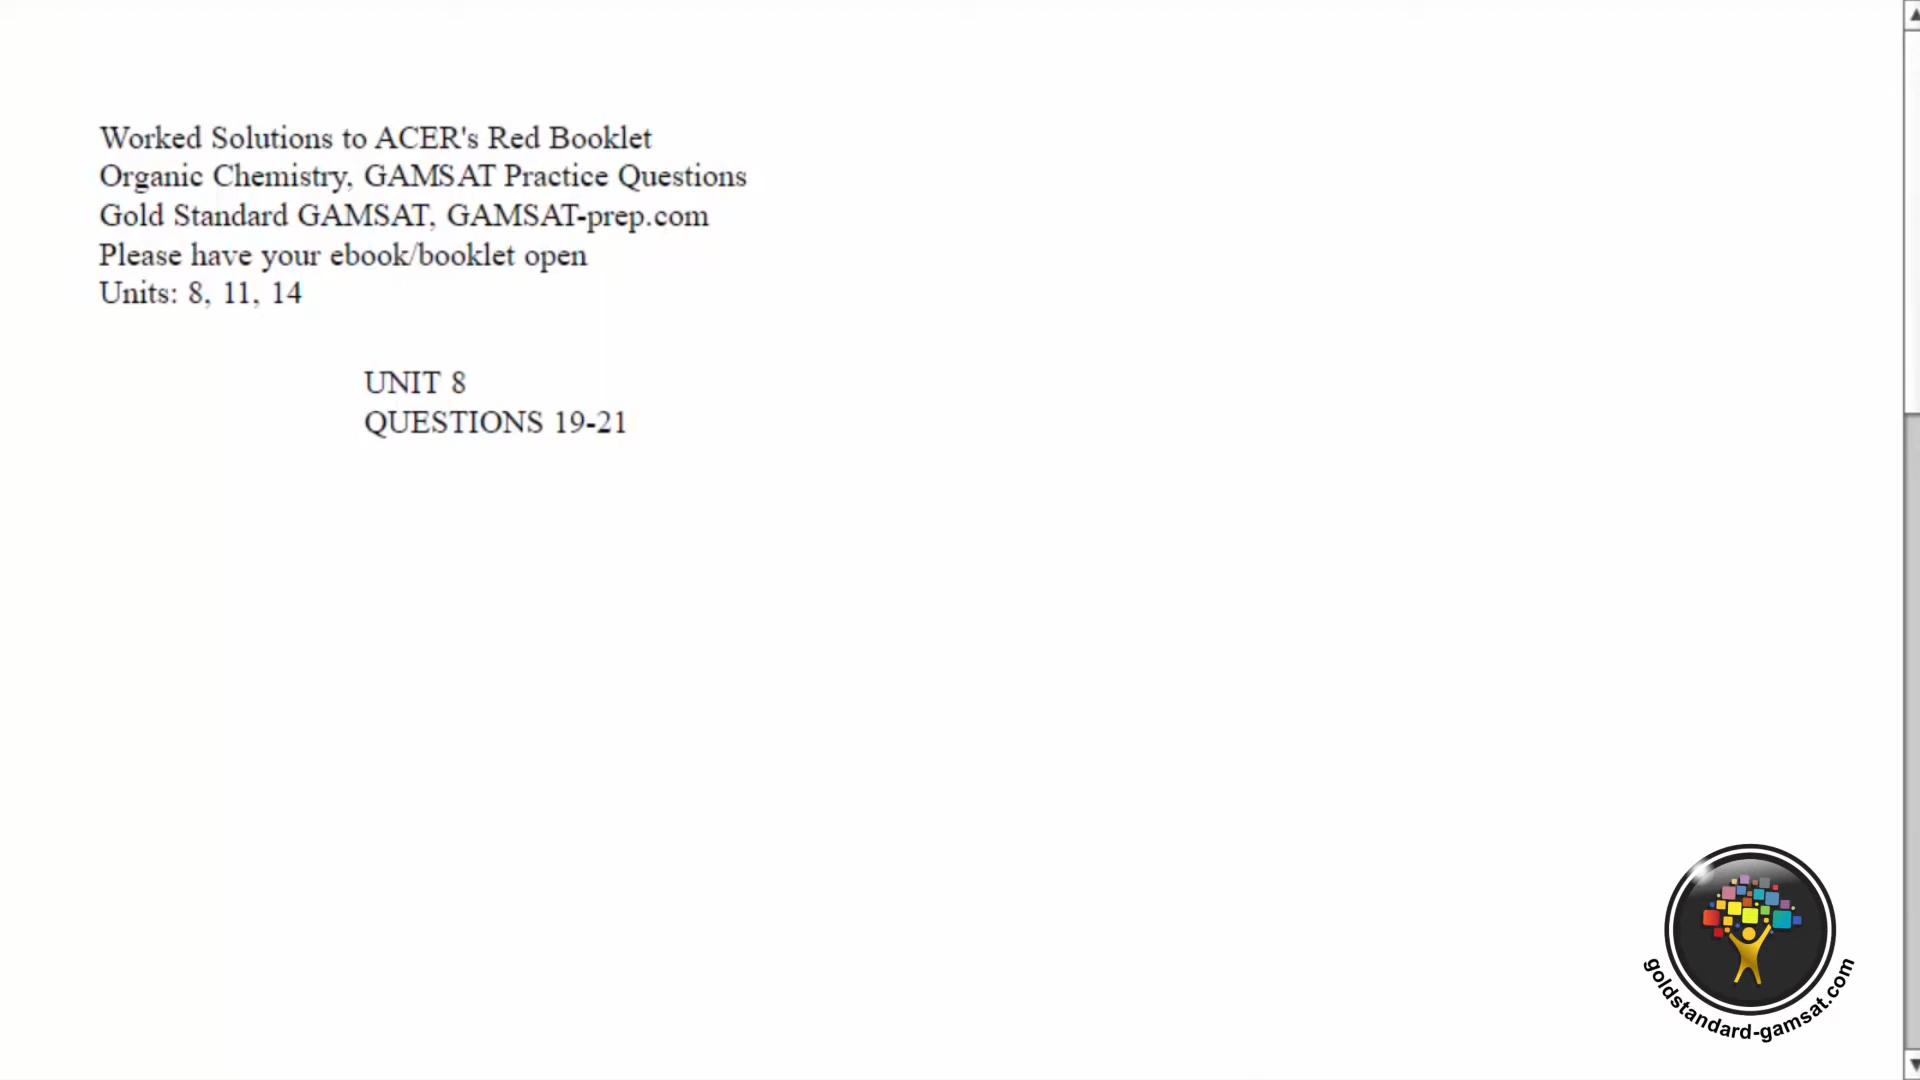 Worked Solutions to ACER's Red Booklet
Organic Chemistry, GAMSAT Practice Questions
Gold Standard GAMSAT, GAMSAT-prep.com
Please have your ebook/booklet open
Units: 8, 11, 14
UNIT 8
QUESTIONS 19-21
goldstandard-gamsat.com